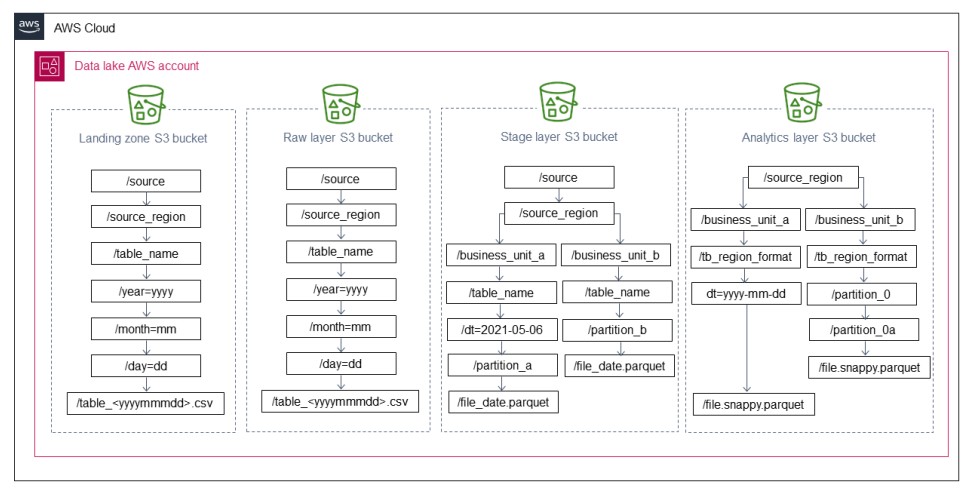 aws
AWS Cloud
Data lake AWS account
Landing zone S3 bucket
/source
/source_region
/table_name
/year=yyyy
/month=mm
/day=dd
/table_<yyyymmmdd>.csv
Raw layer S3 bucket
/source
/source_region
/table_name
/year=yyyy
/month=mm
/day=dd
/table_<yyyymmmdd>.csv
Stage layer S3 bucket
/source
/source_region
/business_unit_a
/table_name
/dt=2021-05-06
/partition_a
/file_date.parquet
/business_unit_b
/table_name
/partition_b
/file_date.parquet
Analytics layer S3 bucket
/source_region
/business_unit_a
/tb_region_format
dt=yyyy-mm-dd
/file.snappy.parquet
/business_unit_b
/tb_region_format
/partition_0
/partition_0a
/file.snappy.parquet